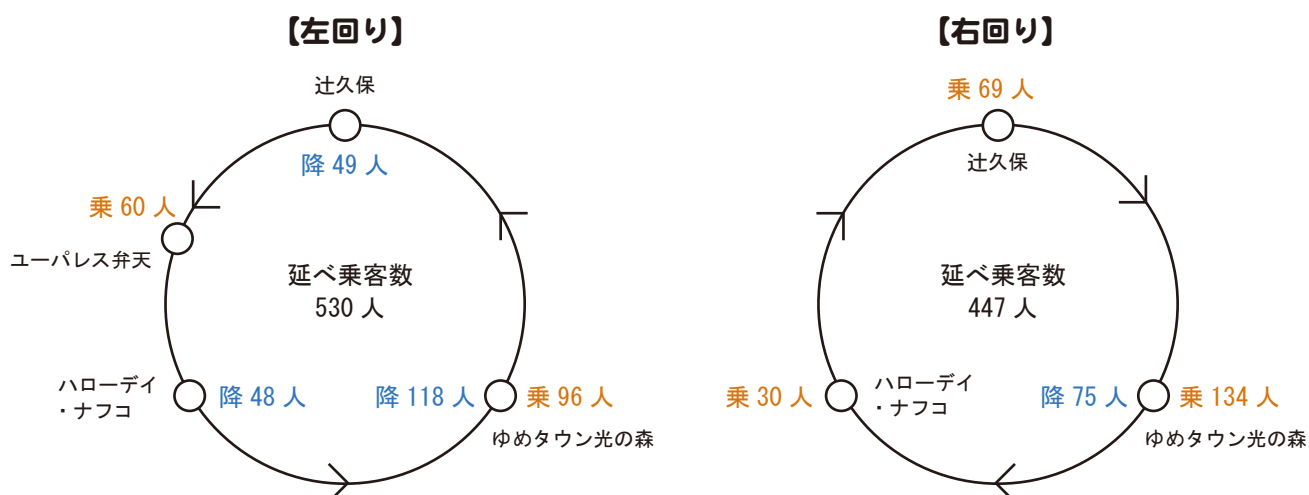 【左回り】
辻久保
降 49 人
乗 60 人
ユーパレス弁天
延べ乗客数
530 人
ハローデイ
・ナフコ
降 48 人
降 118 人
乗 96 人
ゆめタウン光の森
【右回り】
乗 69 人
辻久保
延べ乗客数
447 人
乗 30 人
ハローデイ
・ナフコ
降 75 人
乗 134 人
ゆめタウン光の森